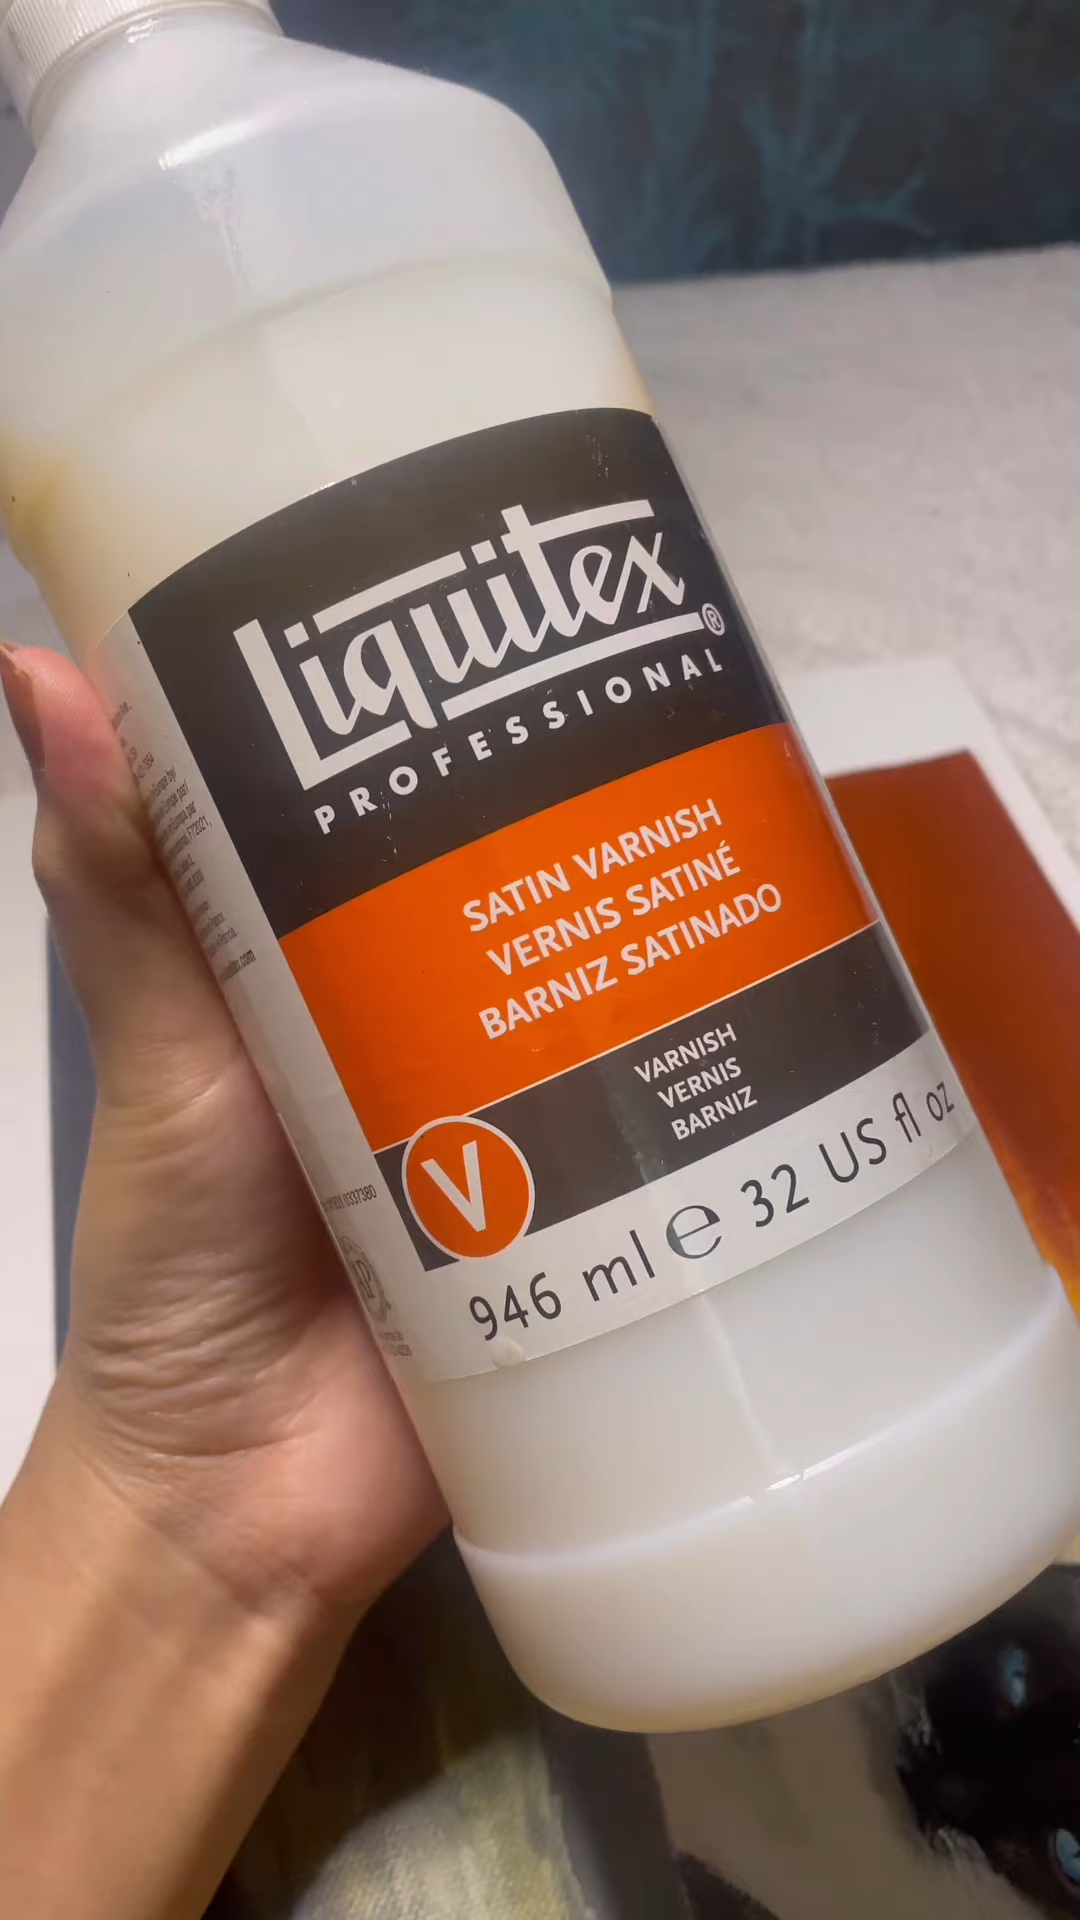 Liquitex®
PROFESSIONAL
SATIN VARNISH
VERNIS SATINÉ
BARNIZ SATINADO
VARNISH
VERNIS
BARNIZ
V
946 ml e 32 US fl oz